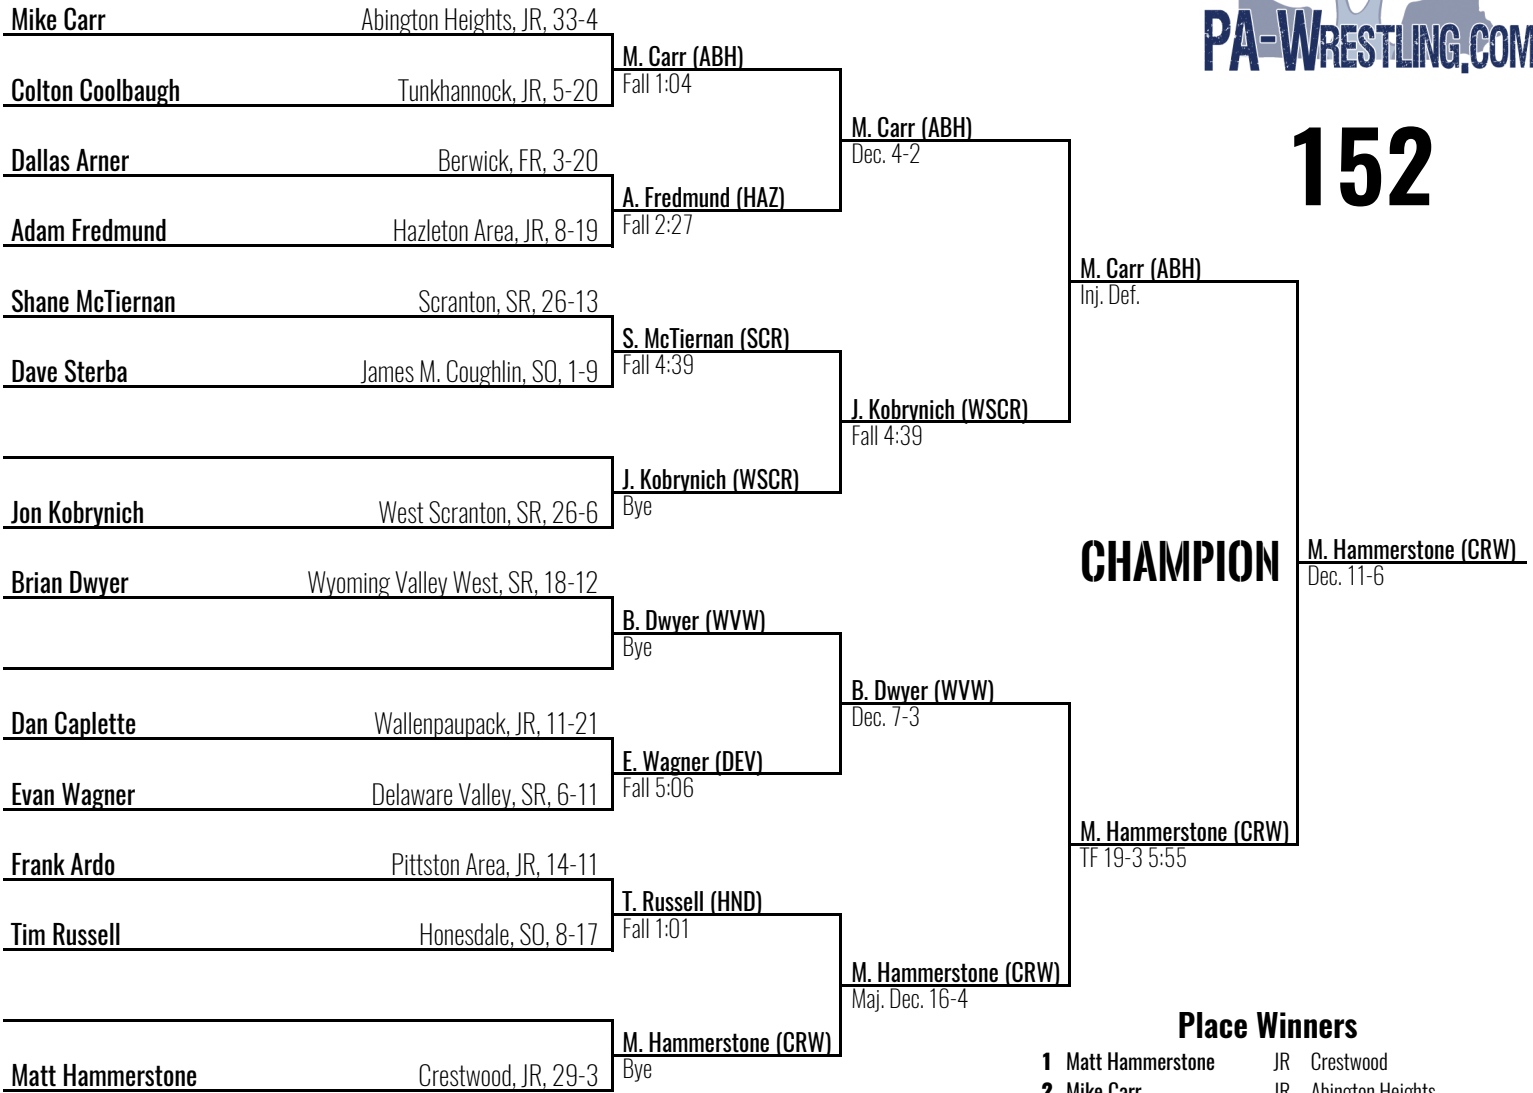 PA-WRESTLING.COM
152
Mike Carr Abington Heights, JR, 33-4
M. Carr (ABH)
Fall 1:04
Colton Coolbaugh Tunkhannock, JR, 5-20
M. Carr (ABH)
Dec. 4-2
Dallas Arner Berwick, FR, 3-20
A. Fredmund (HAZ)
Fall 2:27
Adam Fredmund Hazleton Area, JR, 8-19
M. Carr (ABH)
Inj. Def.
Shane McTiernan Scranton, SR, 26-13
S. McTiernan (SCR)
Fall 4:39
Dave Sterba James M. Coughlin, SO, 1-9
J. Kobrynich (WSCR)
Fall 4:39
J. Kobrynich (WSCR)
Bye
Jon Kobrynich West Scranton, SR, 26-6
CHAMPION
M. Hammerstone (CRW)
Dec. 11-6
Brian Dwyer Wyoming Valley West, SR, 18-12
B. Dwyer (WVW)
Bye
B. Dwyer (WVW)
Dec. 7-3
Dan Caplette Wallenpaupack, JR, 11-21
E. Wagner (DEV)
Fall 5:06
Evan Wagner Delaware Valley, SR, 6-11
M. Hammerstone (CRW)
TF 19-3 5:55
Frank Ardo Pittston Area, JR, 14-11
T. Russell (HND)
Fall 1:01
Tim Russell Honesdale, SO, 8-17
M. Hammerstone (CRW)
Maj. Dec. 16-4
M. Hammerstone (CRW)
Bye
Matt Hammerstone Crestwood, JR, 29-3
Place Winners
1 Matt Hammerstone JR Crestwood
2 Mike Carr JR Abington Heights